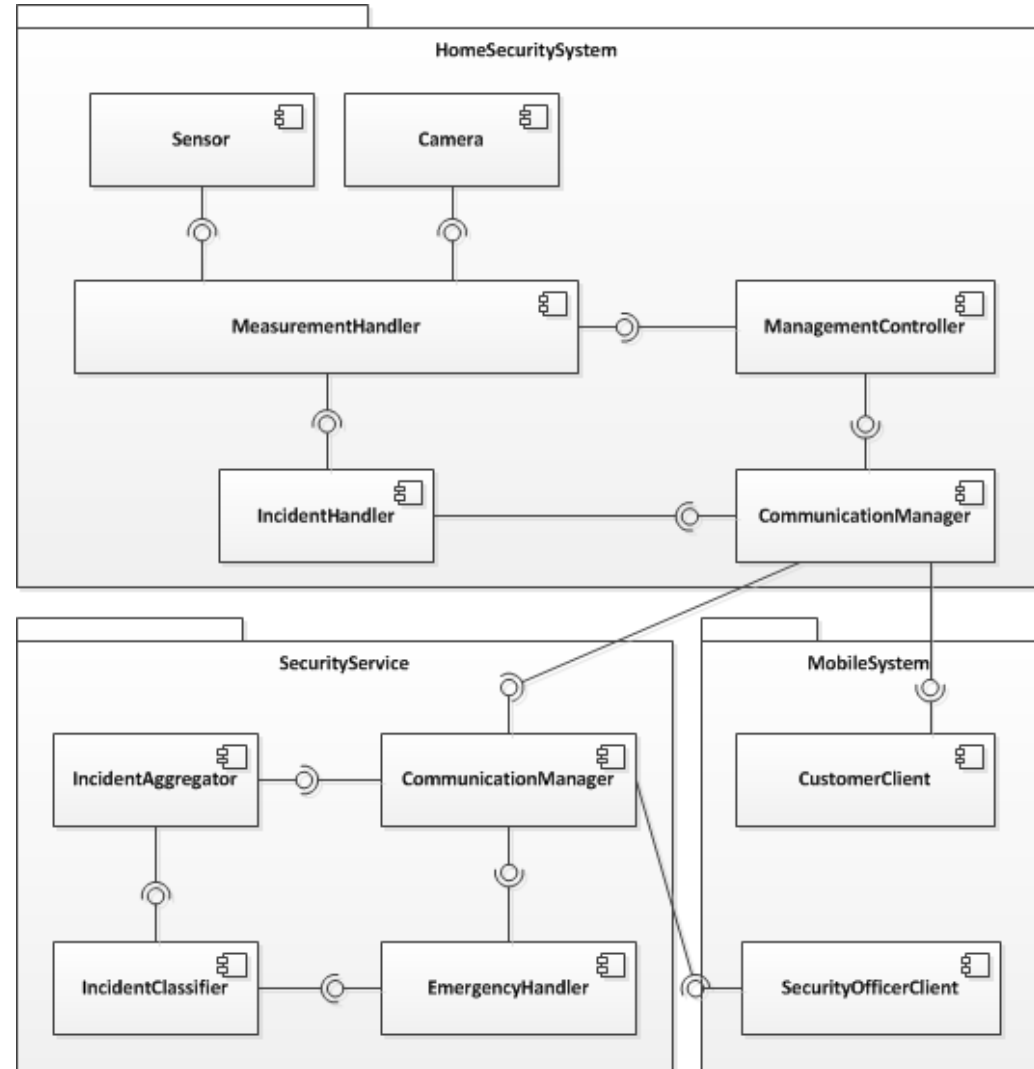 HomeSecuritySystem
Sensor
Camera
MeasurementHandler
ManagementController
IncidentHandler
CommunicationManager
SecurityService
MobileSystem
IncidentAggregator
CommunicationManager
CustomerClient
IncidentClassifier
EmergencyHandler
SecurityOfficerClient